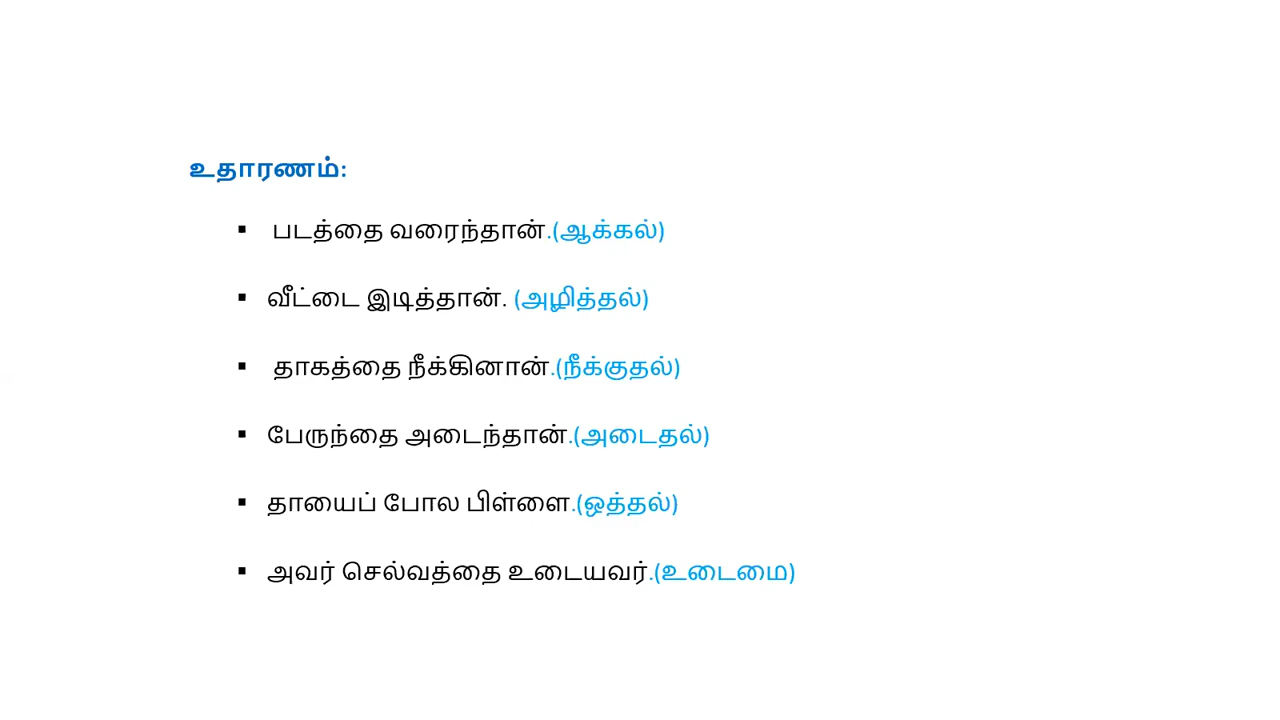 உதாரணம்:
▪ படத்தை வரைந்தான்.(ஆக்கல்)
▪ வீட்டை இடித்தான். (அழித்தல்)
▪ தாகத்தை நீக்கினான்.(நீக்குதல்)
▪ பேருந்தை அடைந்தான்.(அடைதல்)
▪ தாயைப் போல பிள்ளை.(ஒத்தல்)
▪ அவர் செல்வத்தை உடையவர்.(உடைமை)